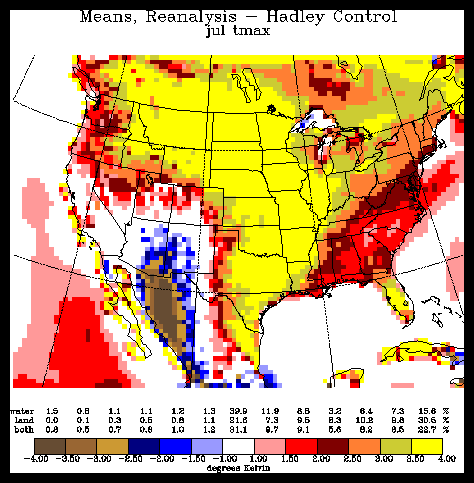 Means, Reanalysis — Hadley Control
jul tmax
water 1.5 0.8 1.1 1.1 1.2 1.3 39.9 11.9 8.8 3.2 6.4 7.3 15.6 %
land 0.0 0.1 0.3 0.6 0.8 1.1 21.6 7.3 9.5 8.3 10.2 9.8 30.5 %
both 0.8 0.5 0.7 0.8 1.0 1.2 31.1 9.7 9.1 5.6 8.2 8.5 22.7 %
-4.00 -3.50 -3.00 -2.50 -2.00 -1.50 -1.00 1.00 1.50 2.00 2.50 3.00 3.50 4.00
degrees Kelvin